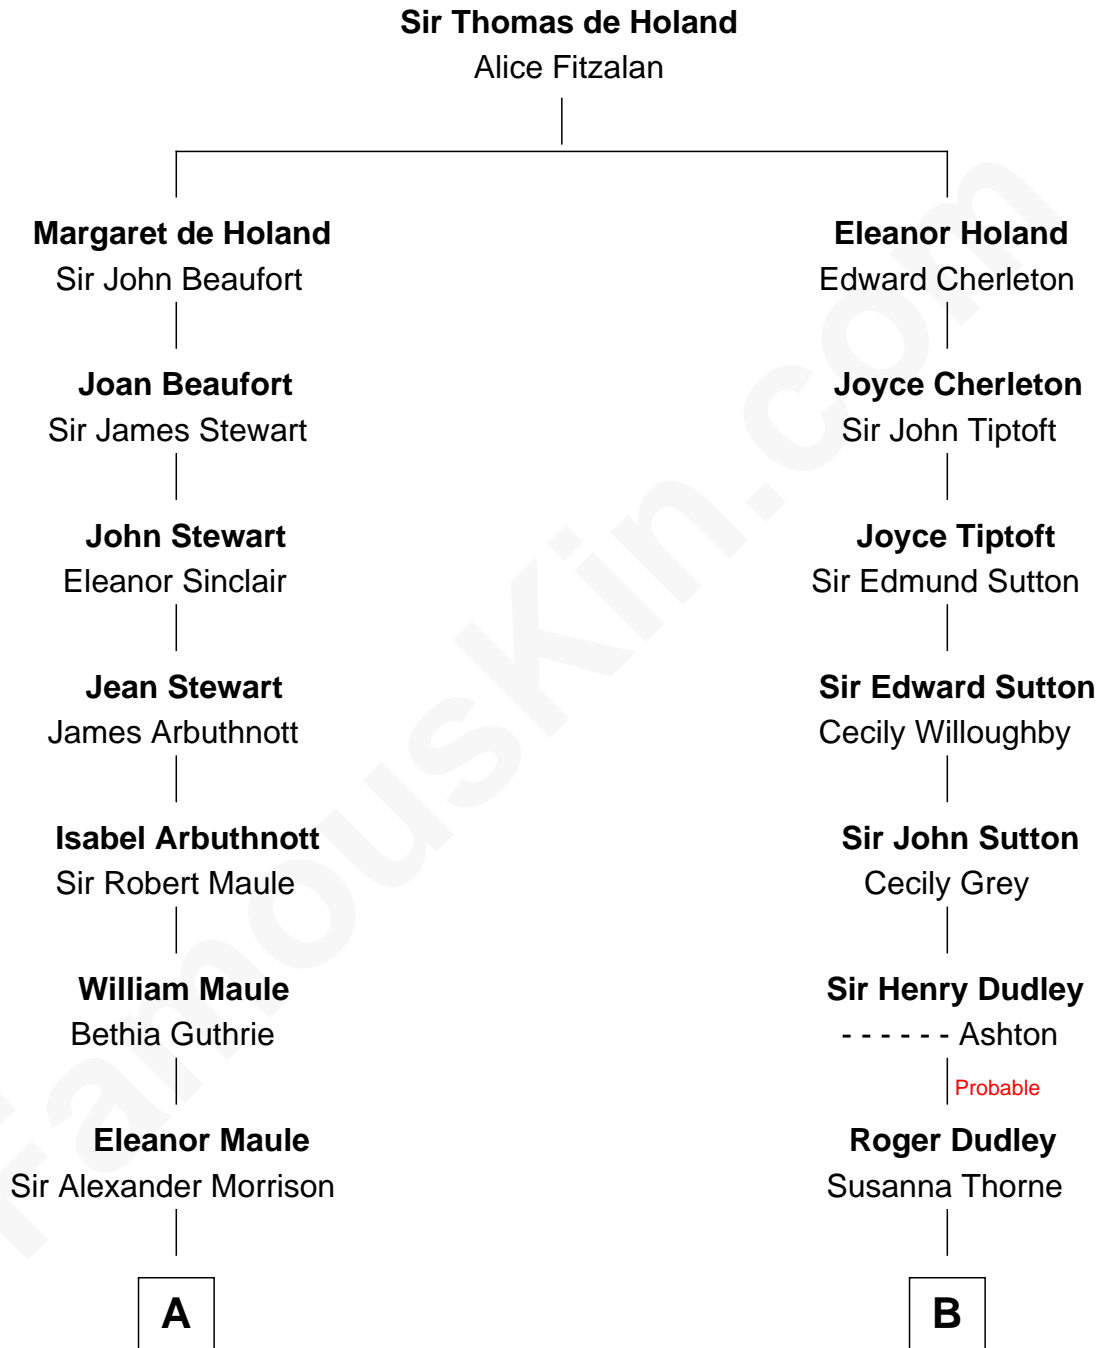 Sir Thomas de Holand
Alice Fitzalan
Margaret de Holand
Sir John Beaufort
Eleanor Holand
Edward Cherleton
Joan Beaufort
Sir James Stewart
Joyce Cherleton
Sir John Tiptoft
John Stewart
Eleanor Sinclair
Joyce Tiptoft
Sir Edmund Sutton
Jean Stewart
James Arbuthnott
Sir Edward Sutton
Cecily Willoughby
Isabel Arbuthnott
Sir Robert Maule
Sir John Sutton
Cecily Grey
William Maule
Bethia Guthrie
Sir Henry Dudley
- - - - - - Ashton
Probable
Eleanor Maule
Sir Alexander Morrison
Roger Dudley
Susanna Thorne
A
B
FamousKin.com